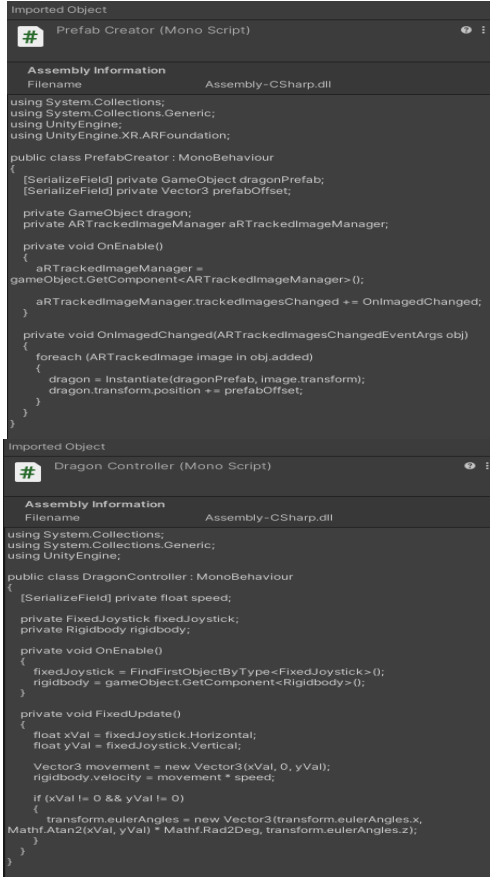 Imported Object
# Prefab Creator (Mono Script)
Assembly Information
Filename Assembly-CSharp.dll
using System.Collections;
using System.Collections.Generic;
using UnityEngine;
using UnityEngine.XR.ARFoundation;
public class PrefabCreator : MonoBehaviour
{
[SerializeField] private GameObject dragonPrefab;
[SerializeField] private Vector3 prefabOffset;
private GameObject dragon;
private ARTrackedImageManager aRTrackedImageManager;
private void OnEnable()
{
aRTrackedImageManager =
gameObject.GetComponent<ARTrackedImageManager>();
aRTrackedImageManager.trackedImagesChanged += OnImagedChanged;
}
private void OnImagedChanged(ARTrackedImagesChangedEventArgs obj)
{
foreach (ARTrackedImage image in obj.added)
{
dragon = Instantiate(dragonPrefab, image.transform);
dragon.transform.position += prefabOffset;
}
}
}
Imported Object
# Dragon Controller (Mono Script)
Assembly Information
Filename Assembly-CSharp.dll
using System.Collections;
using System.Collections.Generic;
using UnityEngine;
public class DragonController : MonoBehaviour
{
[SerializeField] private float speed;
private FixedJoystick fixedJoystick;
private Rigidbody rigidbody;
private void OnEnable()
{
fixedJoystick = FindFirstObjectByType<FixedJoystick>();
rigidbody = gameObject.GetComponent<Rigidbody>();
}
private void FixedUpdate()
{
float xVal = fixedJoystick.Horizontal;
float yVal = fixedJoystick.Vertical;
Vector3 movement = new Vector3(xVal, 0, yVal);
rigidbody.velocity = movement * speed;
if (xVal != 0 && yVal != 0)
{
transform.eulerAngles = new Vector3(transform.eulerAngles.x,
Mathf.Atan2(xVal, yVal) * Mathf.Rad2Deg, transform.eulerAngles.z);
}
}
}